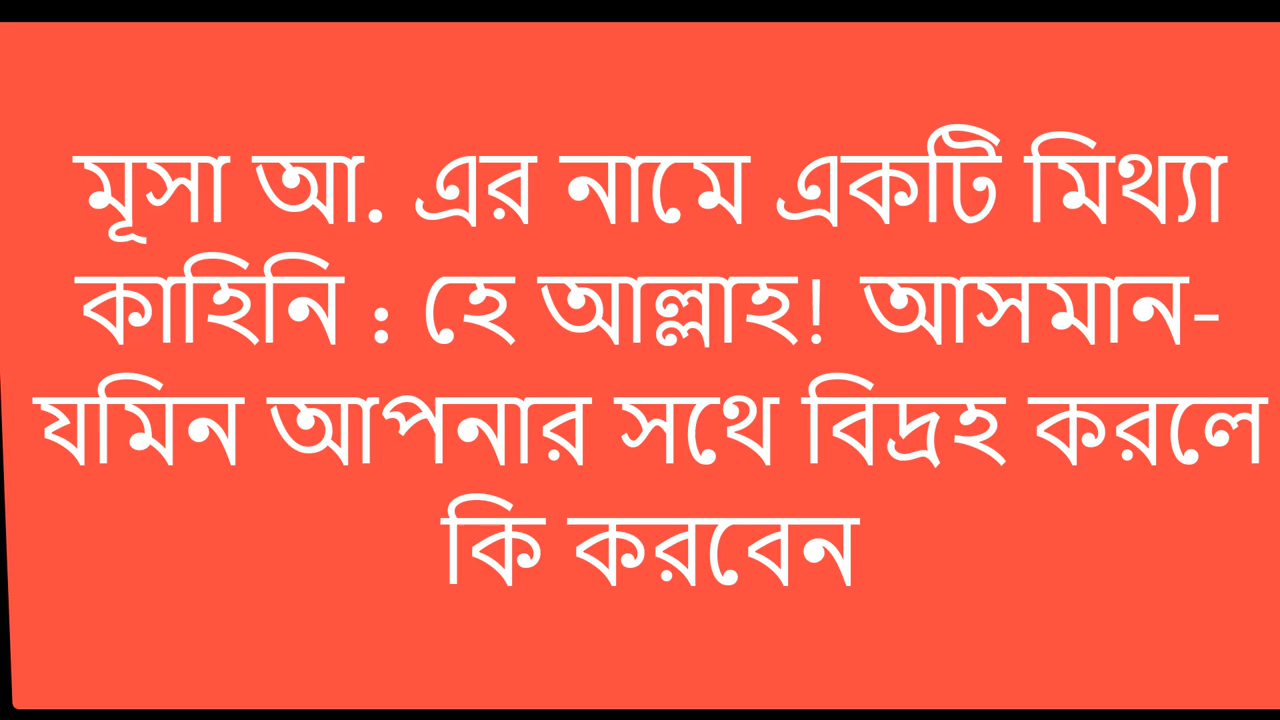 মূসা আ. এর নামে একটি মিথ্যা
কাহিনি : হে আল্লাহ! আসমান-
যমিন আপনার সথে বিদ্রহ করলে
কি করবেন